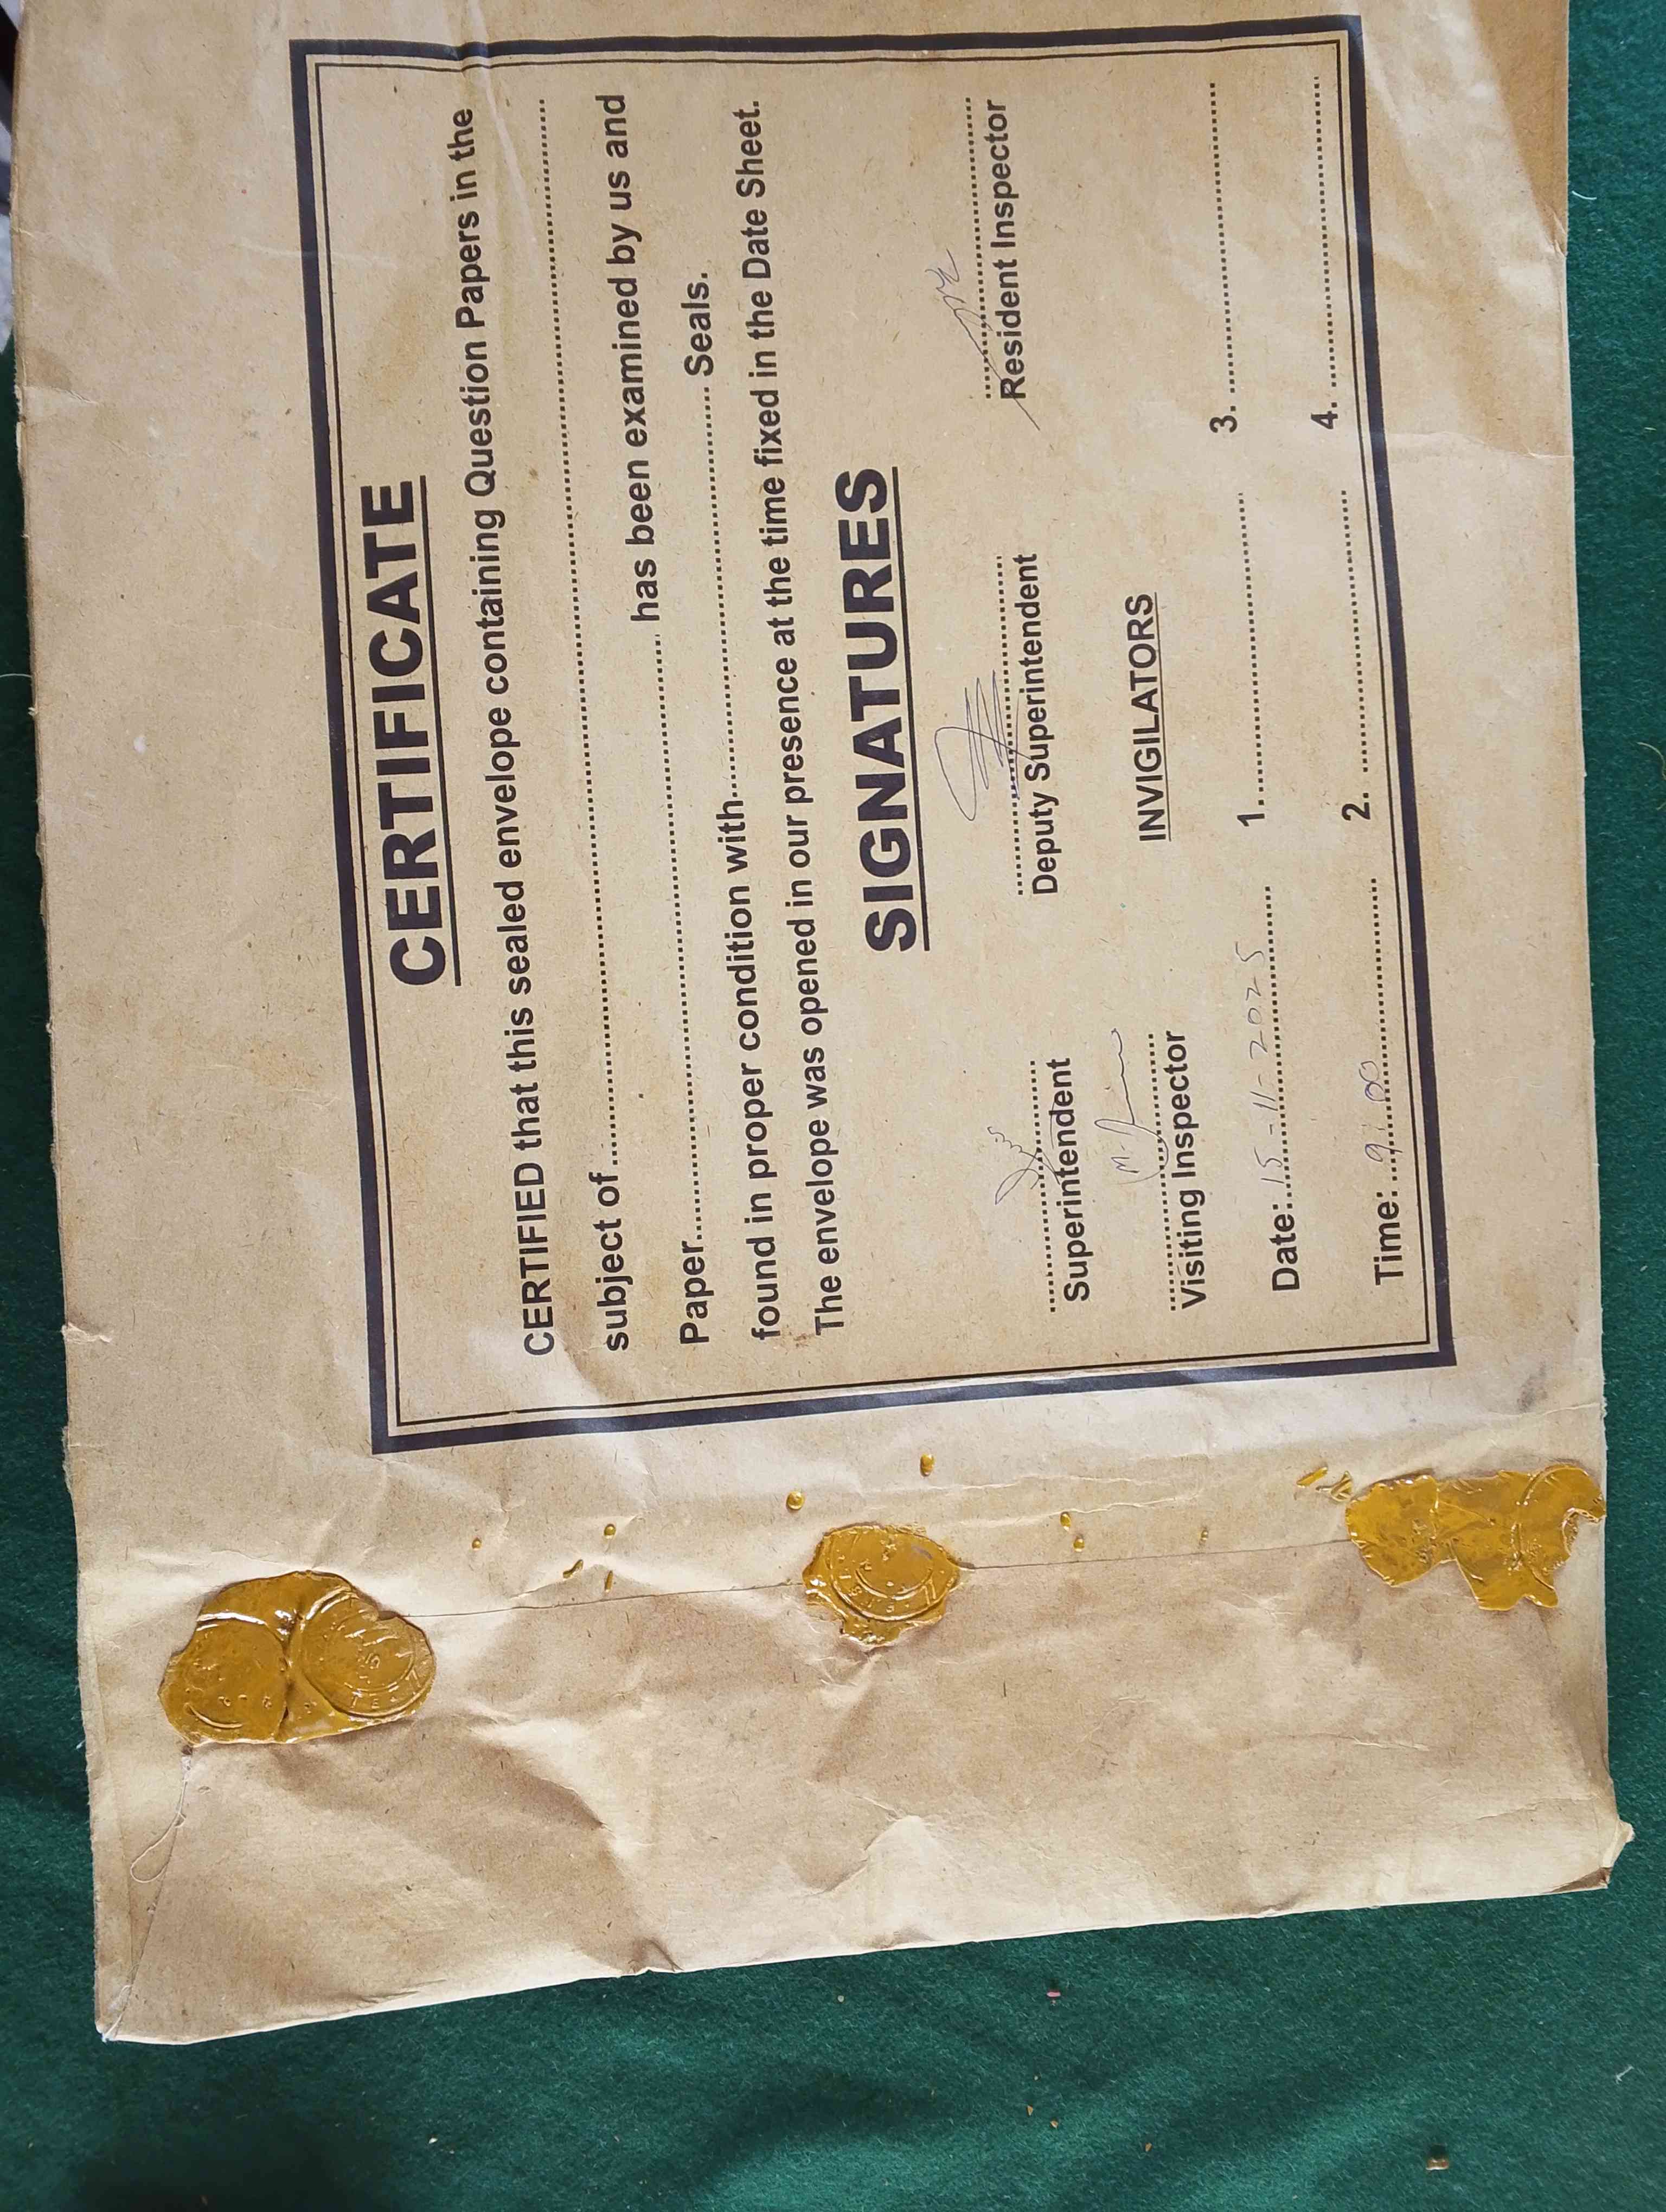 CERTIFICATE
CERTIFIED that this sealed envelope containing Question Papers in the
subject of........................................
Paper........................................ has been examined by us and
found in proper condition with........................................ Seals.
The envelope was opened in our presence at the time fixed in the Date Sheet.
SIGNATURES
Superintendent Deputy Superintendent Resident Inspector
Visiting Inspector INVIGILATORS
Date: 15-11-2025 1. 3.
Time: 9:00 2. 4.